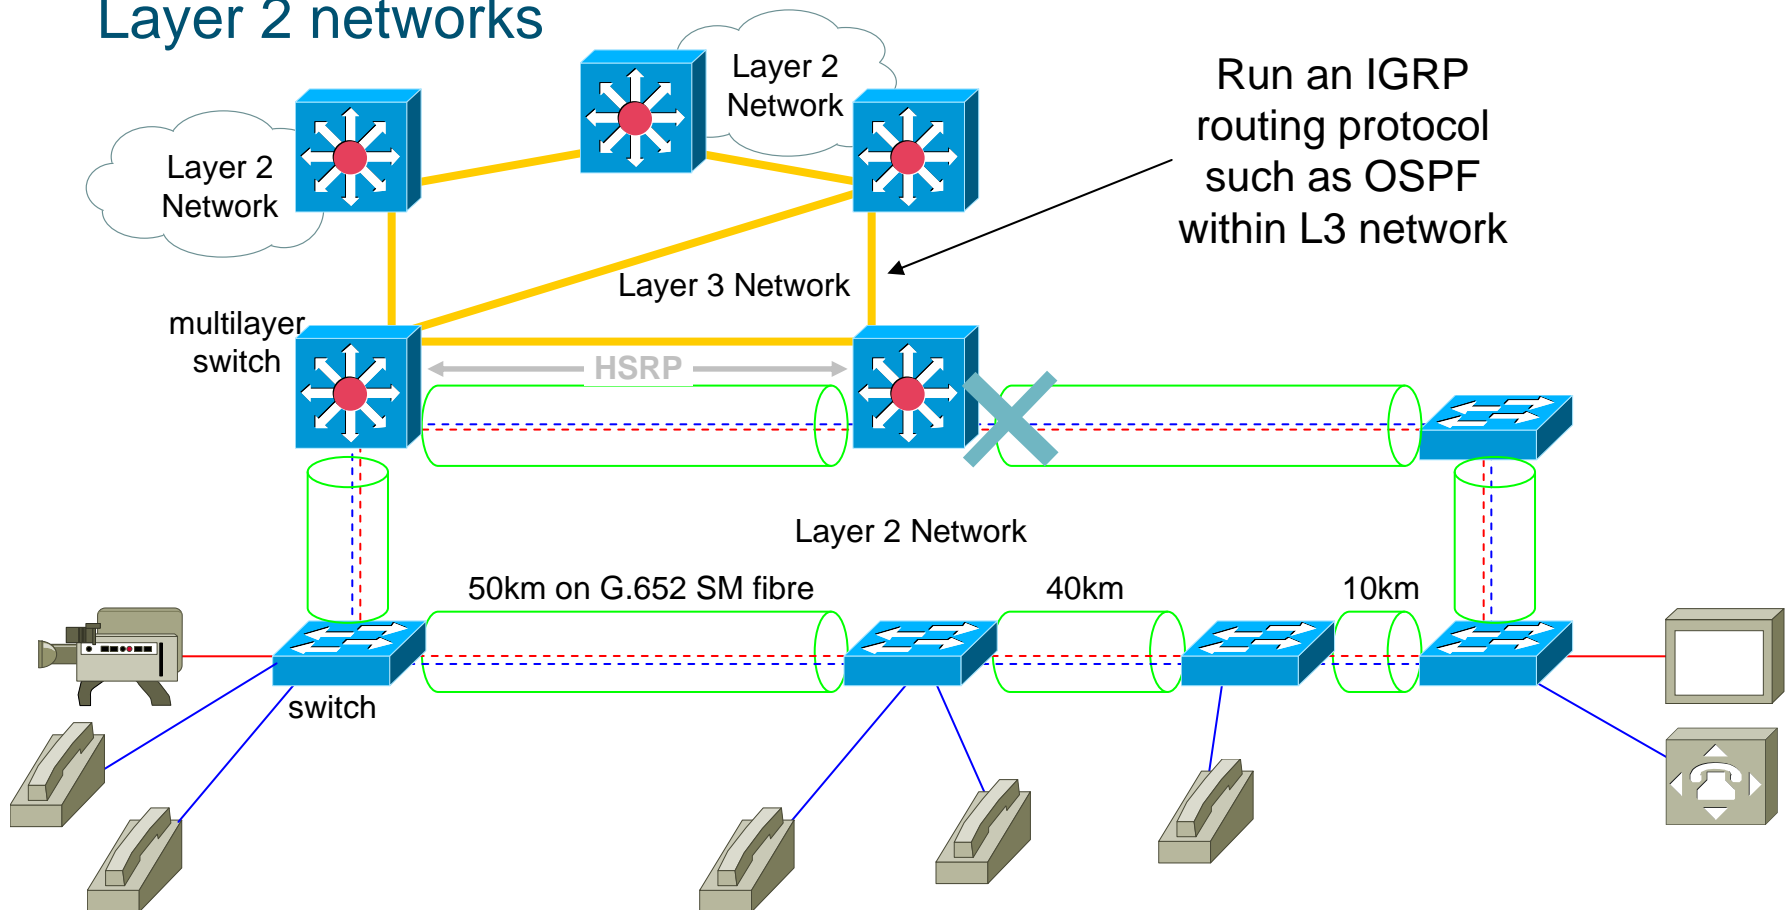 Layer 2 networks
Layer 2
Network
Layer 2
Network
Run an IGRP
routing protocol
such as OSPF
within L3 network
Layer 3 Network
multilayer
switch
HSRP
Layer 2 Network
50km on G.652 SM fibre
40km
10km
switch